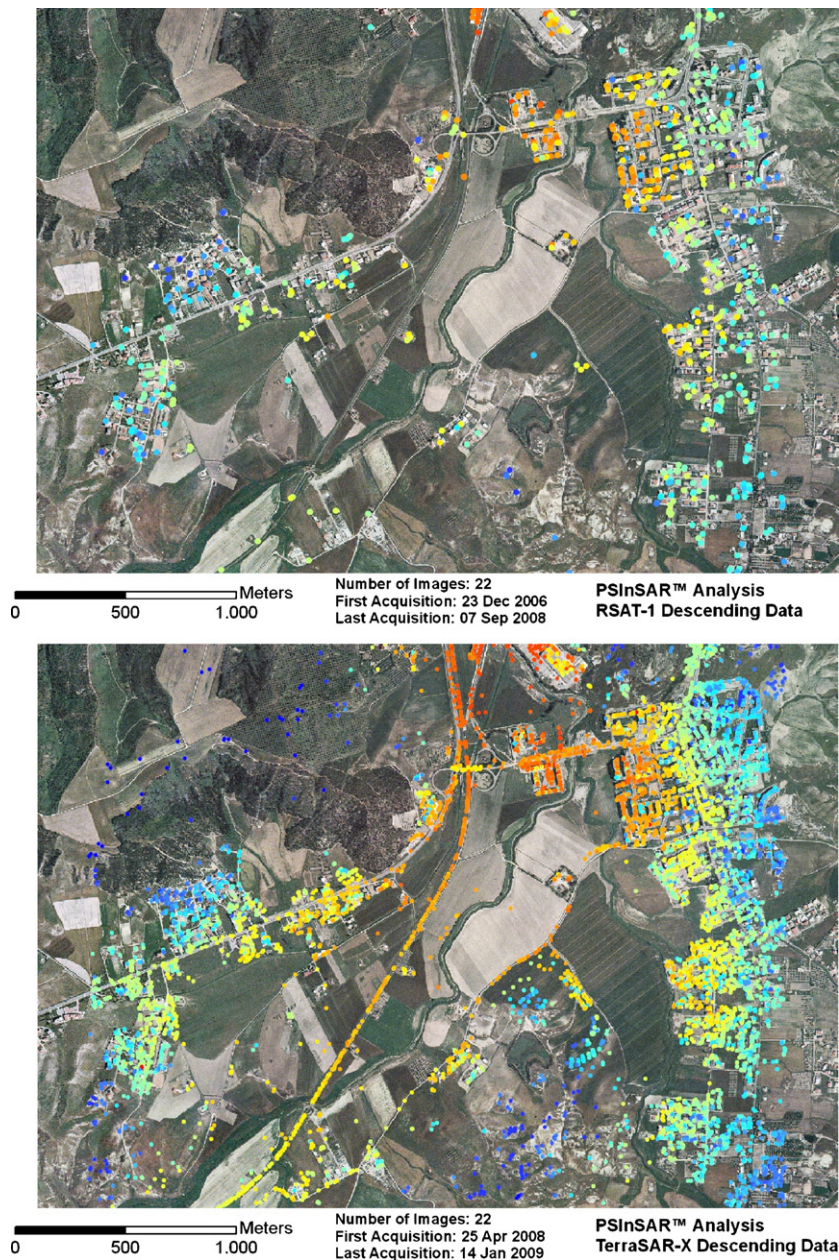 Meters
0 500 1.000
Number of Images: 22
First Acquisition: 23 Dec 2006
Last Acquisition: 07 Sep 2008
PSInSAR™ Analysis
RSAT-1 Descending Data
Meters
0 500 1.000
Number of Images: 22
First Acquisition: 25 Apr 2008
Last Acquisition: 14 Jan 2009
PSInSAR™ Analysis
TerraSAR-X Descending Data